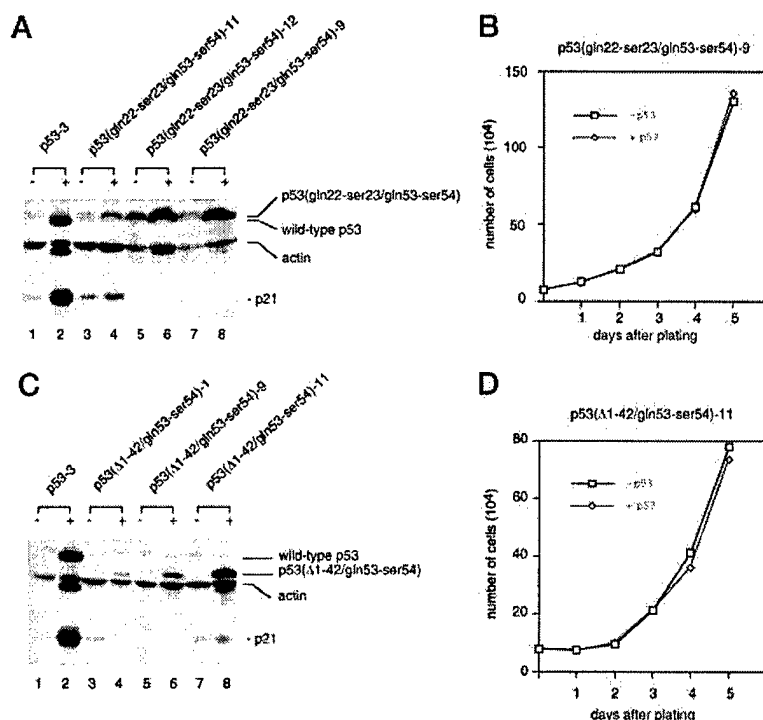 A
p53-3
p53(gln22-ser23/gln53-ser54)-11
p53(gln22-ser23/gln53-ser54)-12
p53(gln22-ser23/gln53-ser54)-9
- + - + - + - +
p53(gln22-ser23/gln53-ser54)
wild-type p53
actin
- p21
1 2 3 4 5 6 7 8
B
p53(gln22-ser23/gln53-ser54)-9
number of cells (10⁴)
150
100
50
0
- p53
+ p53
1 2 3 4 5
days after plating
C
p53-3
p53(Δ1-42/gln53-ser54)-1
p53(Δ1-42/gln53-ser54)-9
p53(Δ1-42/gln53-ser54)-11
- + - + - + - +
wild-type p53
p53(Δ1-42/gln53-ser54)
actin
- p21
1 2 3 4 5 6 7 8
D
p53(Δ1-42/gln53-ser54)-11
number of cells (10⁴)
80
60
40
20
0
- p53
+ p53
1 2 3 4 5
days after plating